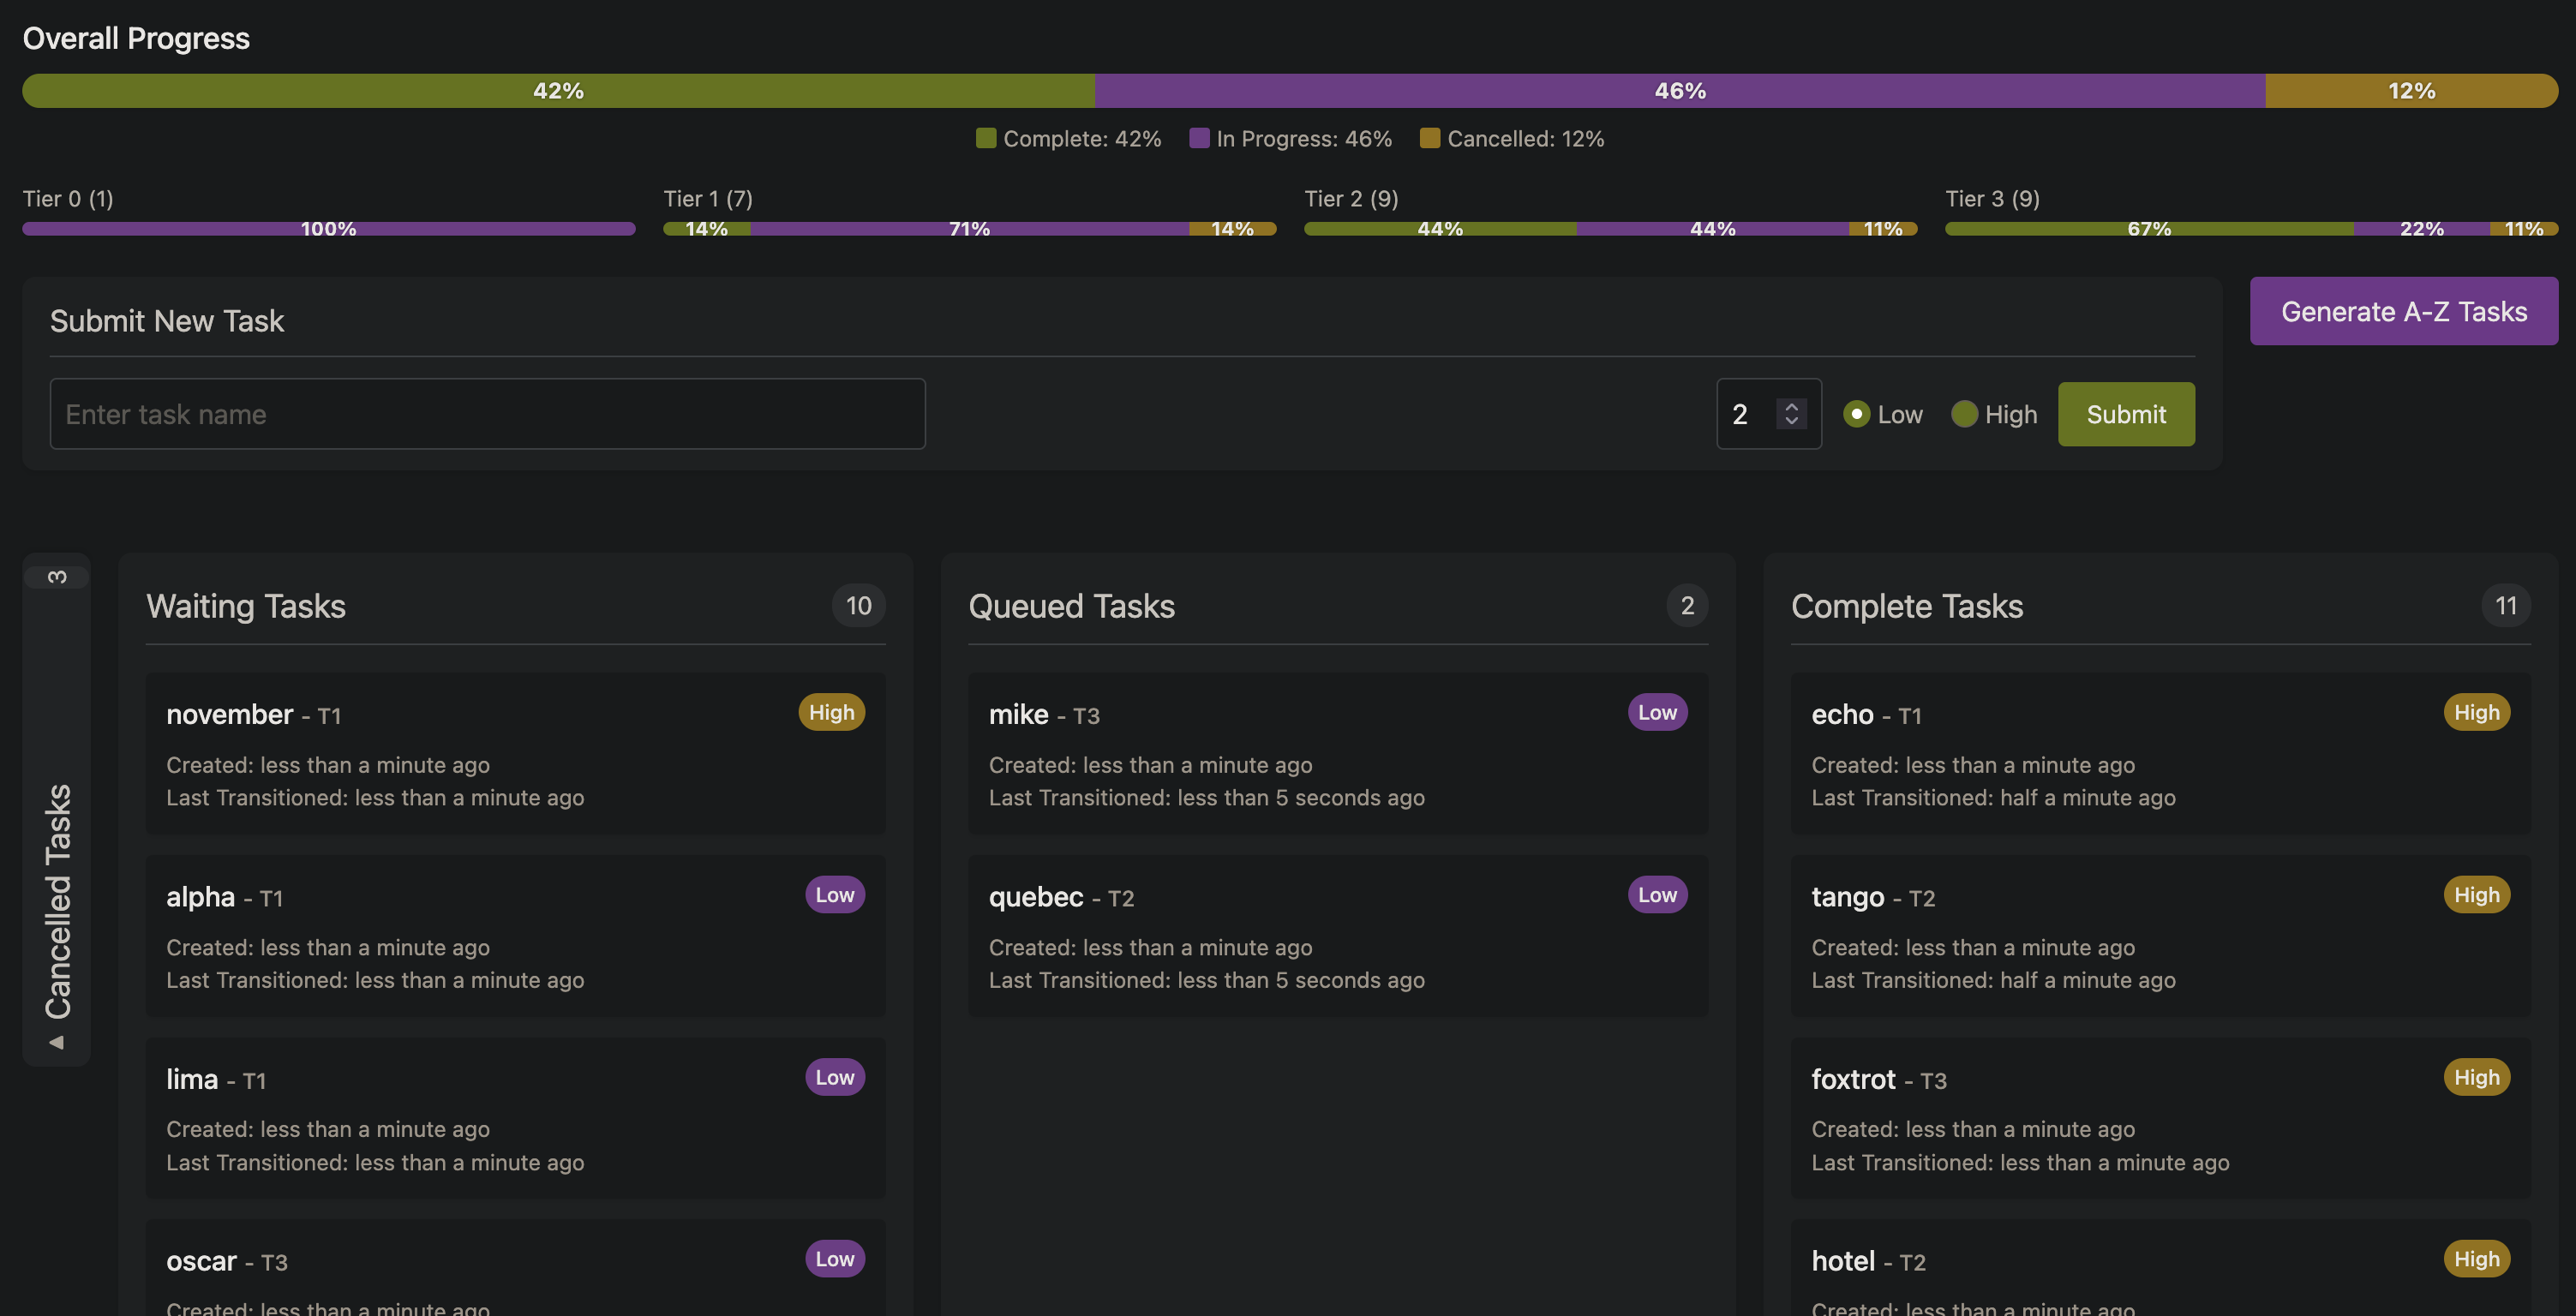 Overall Progress
42% 46% 12%
Complete: 42% In Progress: 46% Cancelled: 12%
Tier 0 (1) Tier 1 (7) Tier 2 (9) Tier 3 (9)
100% 14% 71% 14% 44% 44% 11% 67% 22% 11%
Submit New Task
Generate A-Z Tasks
Enter task name
2
Low
High
Submit
3
Cancelled Tasks
Waiting Tasks 10
november - T1 High
Created: less than a minute ago
Last Transitioned: less than a minute ago
alpha - T1 Low
Created: less than a minute ago
Last Transitioned: less than a minute ago
lima - T1 Low
Created: less than a minute ago
Last Transitioned: less than a minute ago
oscar - T3 Low
Created: less than a minute ago
Queued Tasks 2
mike - T3 Low
Created: less than a minute ago
Last Transitioned: less than 5 seconds ago
quebec - T2 Low
Created: less than a minute ago
Last Transitioned: less than 5 seconds ago
Complete Tasks 11
echo - T1 High
Created: less than a minute ago
Last Transitioned: half a minute ago
tango - T2 High
Created: less than a minute ago
Last Transitioned: half a minute ago
foxtrot - T3 High
Created: less than a minute ago
Last Transitioned: less than a minute ago
hotel - T2 High
Created: less than a minute ago